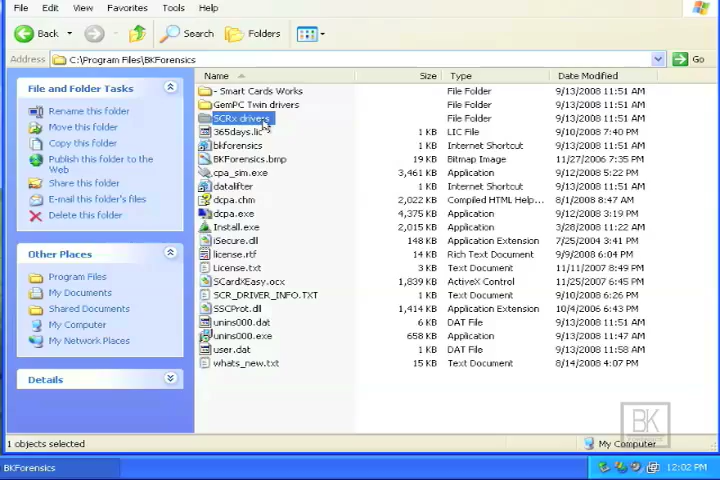 File Edit View Favorites Tools Help
Back Search Folders
Address C:\Program Files\BKForensics Go
File and Folder Tasks
Rename this folder
Move this folder
Copy this folder
Publish this folder to the
Web
Share this folder
E-mail this folder's files
Delete this folder
Other Places
Program Files
My Documents
Shared Documents
My Computer
My Network Places
Details
Name Size Type Date Modified
- Smart Cards Works File Folder 9/13/2008 11:51 AM
GemPC Twin drivers File Folder 9/13/2008 11:51 AM
SCRx drivers File Folder 9/13/2008 11:51 AM
365days.lic 1 KB LIC File 9/10/2008 7:40 PM
bkforensics 1 KB Internet Shortcut 9/13/2008 11:51 AM
BKForensics.bmp 19 KB Bitmap Image 11/27/2006 7:35 PM
cpa_sim.exe 3,461 KB Application 9/12/2008 5:22 PM
datalifter 1 KB Internet Shortcut 9/13/2008 11:51 AM
dcpa.chm 2,022 KB Compiled HTML Help... 8/1/2008 8:47 AM
dcpa.exe 4,375 KB Application 9/12/2008 3:19 PM
Install.exe 2,015 KB Application 3/28/2008 11:22 AM
iSecure.dll 148 KB Application Extension 7/25/2004 3:41 PM
license.rtf 14 KB Rich Text Document 9/9/2008 6:04 PM
License.txt 3 KB Text Document 11/11/2007 8:49 PM
SCardXEasy.ocx 1,839 KB ActiveX Control 11/25/2007 6:45 PM
SCR_DRIVER_INFO.TXT 1 KB Text Document 9/10/2008 6:26 PM
SSCProt.dll 1,414 KB Application Extension 10/4/2006 6:43 PM
unins000.dat 6 KB DAT File 9/13/2008 11:51 AM
unins000.exe 658 KB Application 9/13/2008 11:47 AM
user.dat 1 KB DAT File 9/13/2008 11:58 AM
whats_new.txt 15 KB Text Document 8/14/2008 4:07 PM
BK
1 objects selected My Computer
BKForensics 12:02 PM